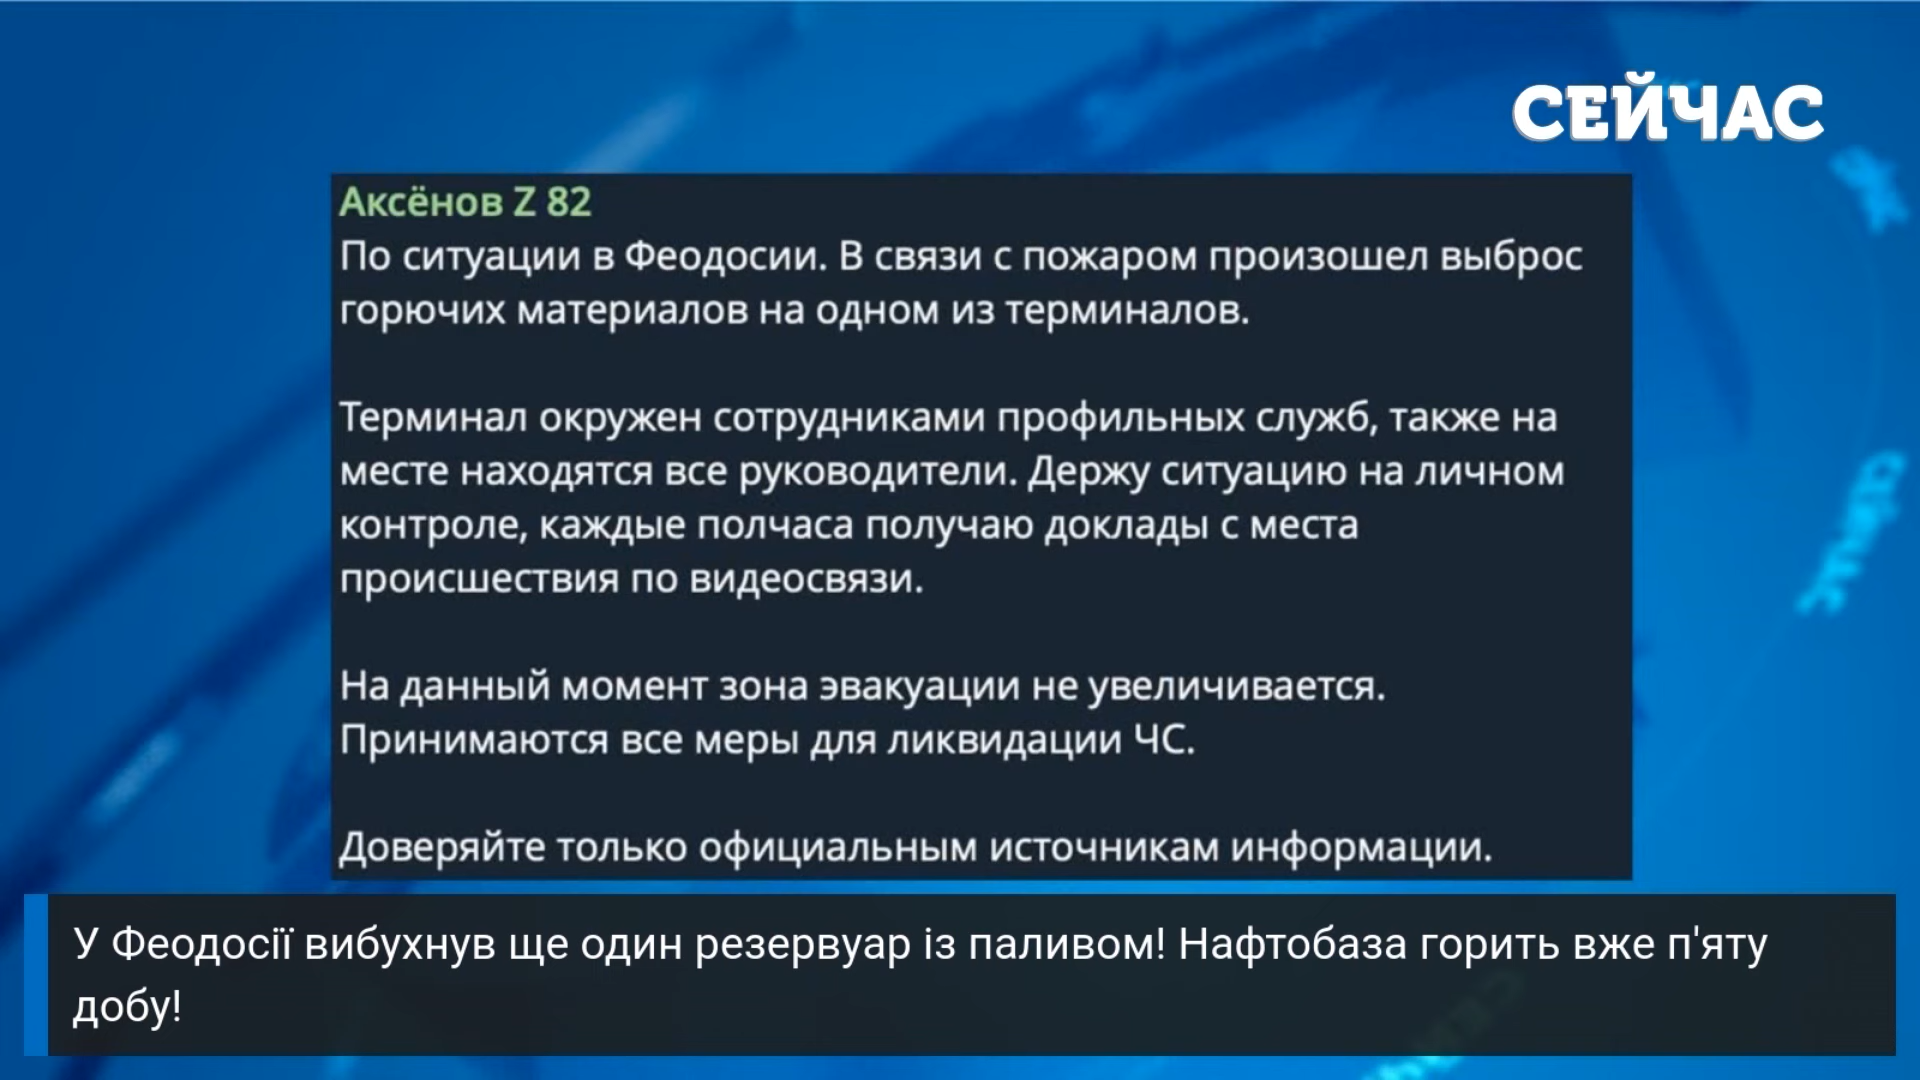 СЕЙЧАС
Аксёнов Z 82
По ситуации в Феодосии. В связи с пожаром произошел выброс
горючих материалов на одном из терминалов.
Терминал окружен сотрудниками профильных служб, также на
месте находятся все руководители. Держу ситуацию на личном
контроле, каждые полчаса получаю доклады с места
происшествия по видеосвязи.
На данный момент зона эвакуации не увеличивается.
Принимаются все меры для ликвидации ЧС.
Доверяйте только официальным источникам информации.
У Феодосії вибухнув ще один резервуар із паливом! Нафтобаза горить вже п'яту
добу!